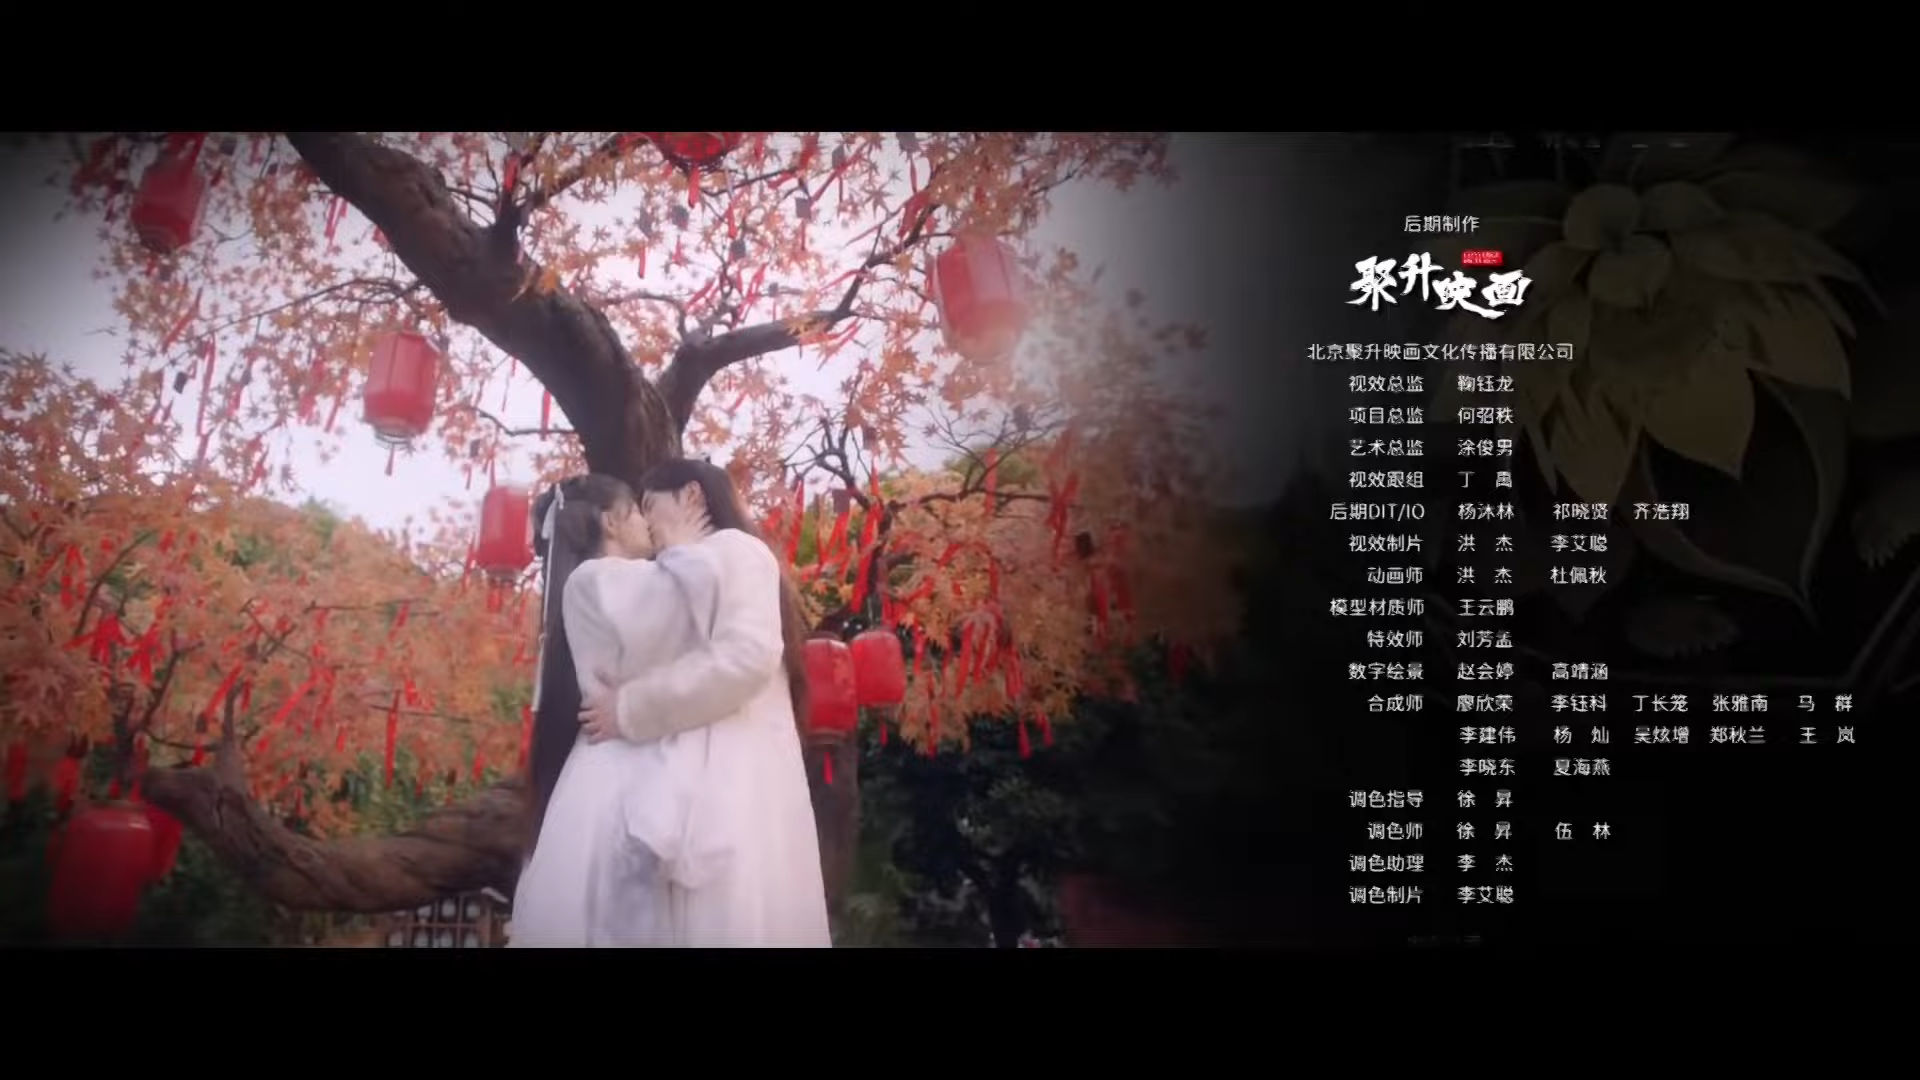 后期制作
聚升映画
北京聚升映画文化传播有限公司
视效总监 鞠钰龙
项目总监 何弨秩
艺术总监 涂俊男
视效跟组 丁 禹
后期DIT/IO 杨沐林 祁晓贤 齐浩翔
视效制片 洪 杰 李艾聪
动画师 洪 杰 杜佩秋
模型材质师 王云鹏
特效师 刘芳孟
数字绘景 赵会婷 高靖涵
合成师 廖欣荣 李钰科 丁长笼 张雅南 马 群
李建伟 杨 灿 吴炫增 郑秋兰 王 岚
李晓东 夏海燕
调色指导 徐 昇
调色师 徐 昇 伍 林
调色助理 李 杰
调色制片 李艾聪